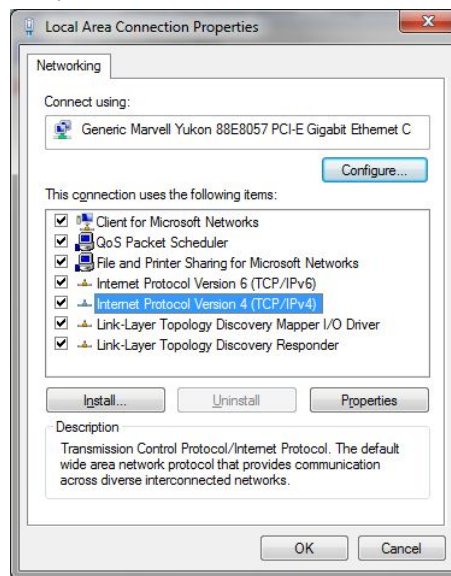 Local Area Connection Properties
Networking
Connect using:
Generic Marvell Yukon 88E8057 PCI-E Gigabit Ethernet C
Configure...
This connection uses the following items:
Client for Microsoft Networks
QoS Packet Scheduler
File and Printer Sharing for Microsoft Networks
Internet Protocol Version 6 (TCP/IPv6)
Internet Protocol Version 4 (TCP/IPv4)
Link-Layer Topology Discovery Mapper I/O Driver
Link-Layer Topology Discovery Responder
Install... Uninstall Properties
Description
Transmission Control Protocol/Internet Protocol. The default
wide area network protocol that provides communication
across diverse interconnected networks.
OK Cancel